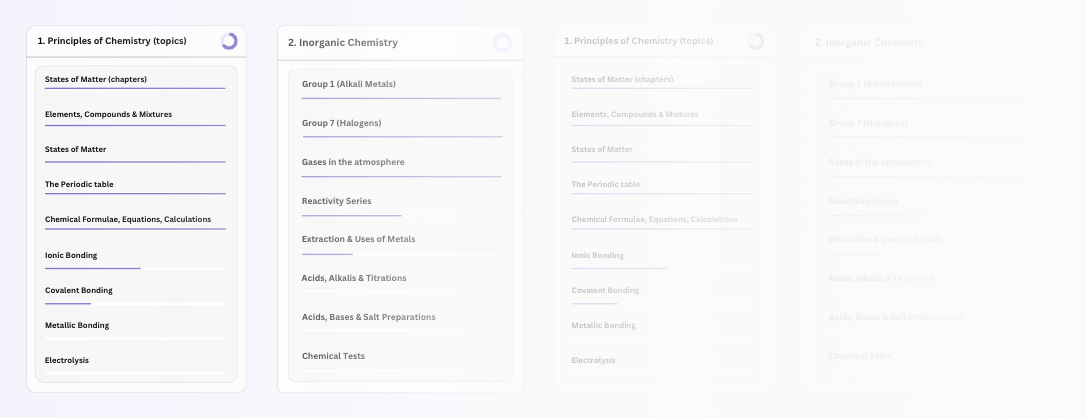 1. Principles of Chemistry (topics)
States of Matter (chapters)
Elements, Compounds & Mixtures
States of Matter
The Periodic table
Chemical Formulae, Equations, Calculations
Ionic Bonding
Covalent Bonding
Metallic Bonding
Electrolysis
2. Inorganic Chemistry
Group 1 (Alkali Metals)
Group 7 (Halogens)
Gases in the atmosphere
Reactivity Series
Extraction & Uses of Metals
Acids, Alkalis & Titrations
Acids, Bases & Salt Preparations
Chemical Tests
1. Principles of Chemistry (topics)
States of Matter (chapters)
Elements, Compounds & Mixtures
States of Matter
The Periodic table
Chemical Formulae, Equations, Calculations
Ionic Bonding
Covalent Bonding
Metallic Bonding
Electrolysis
2. Inorganic Chemistry
Group 1 (Alkali Metals)
Group 7 (Halogens)
Gases in the atmosphere
Reactivity Series
Extraction & Uses of Metals
Acids, Alkalis & Titrations
Acids, Bases & Salt Preparations
Chemical Tests